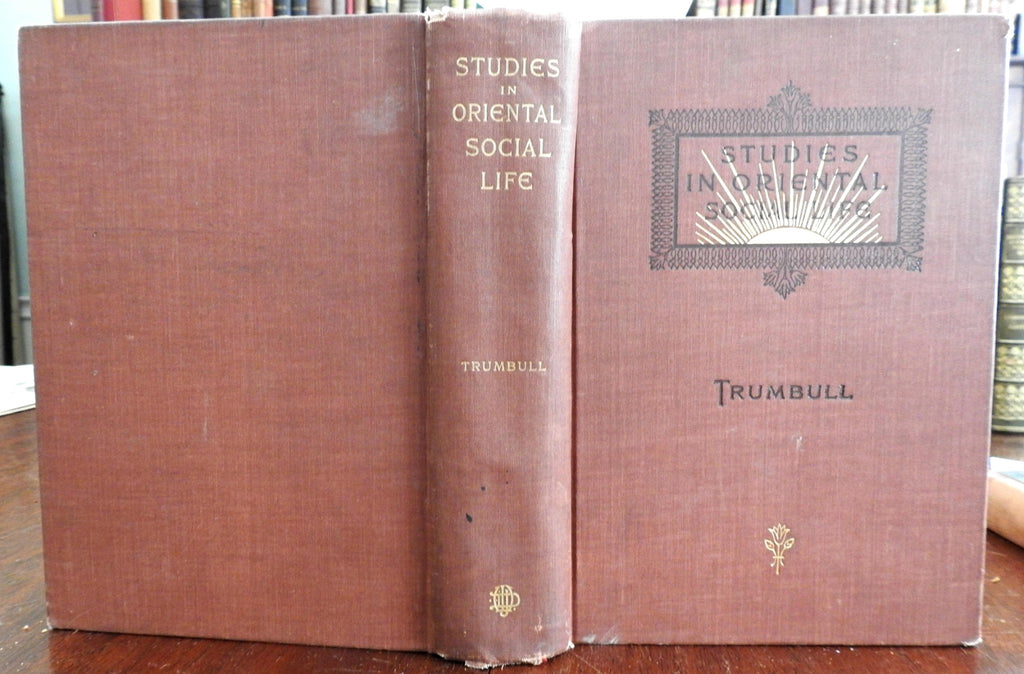 STUDIES
IN
ORIENTAL
SOCIAL
LIFE
TRUMBULL
STUDIES
IN ORIENTAL
SOCIAL LIFE
TRUMBULL